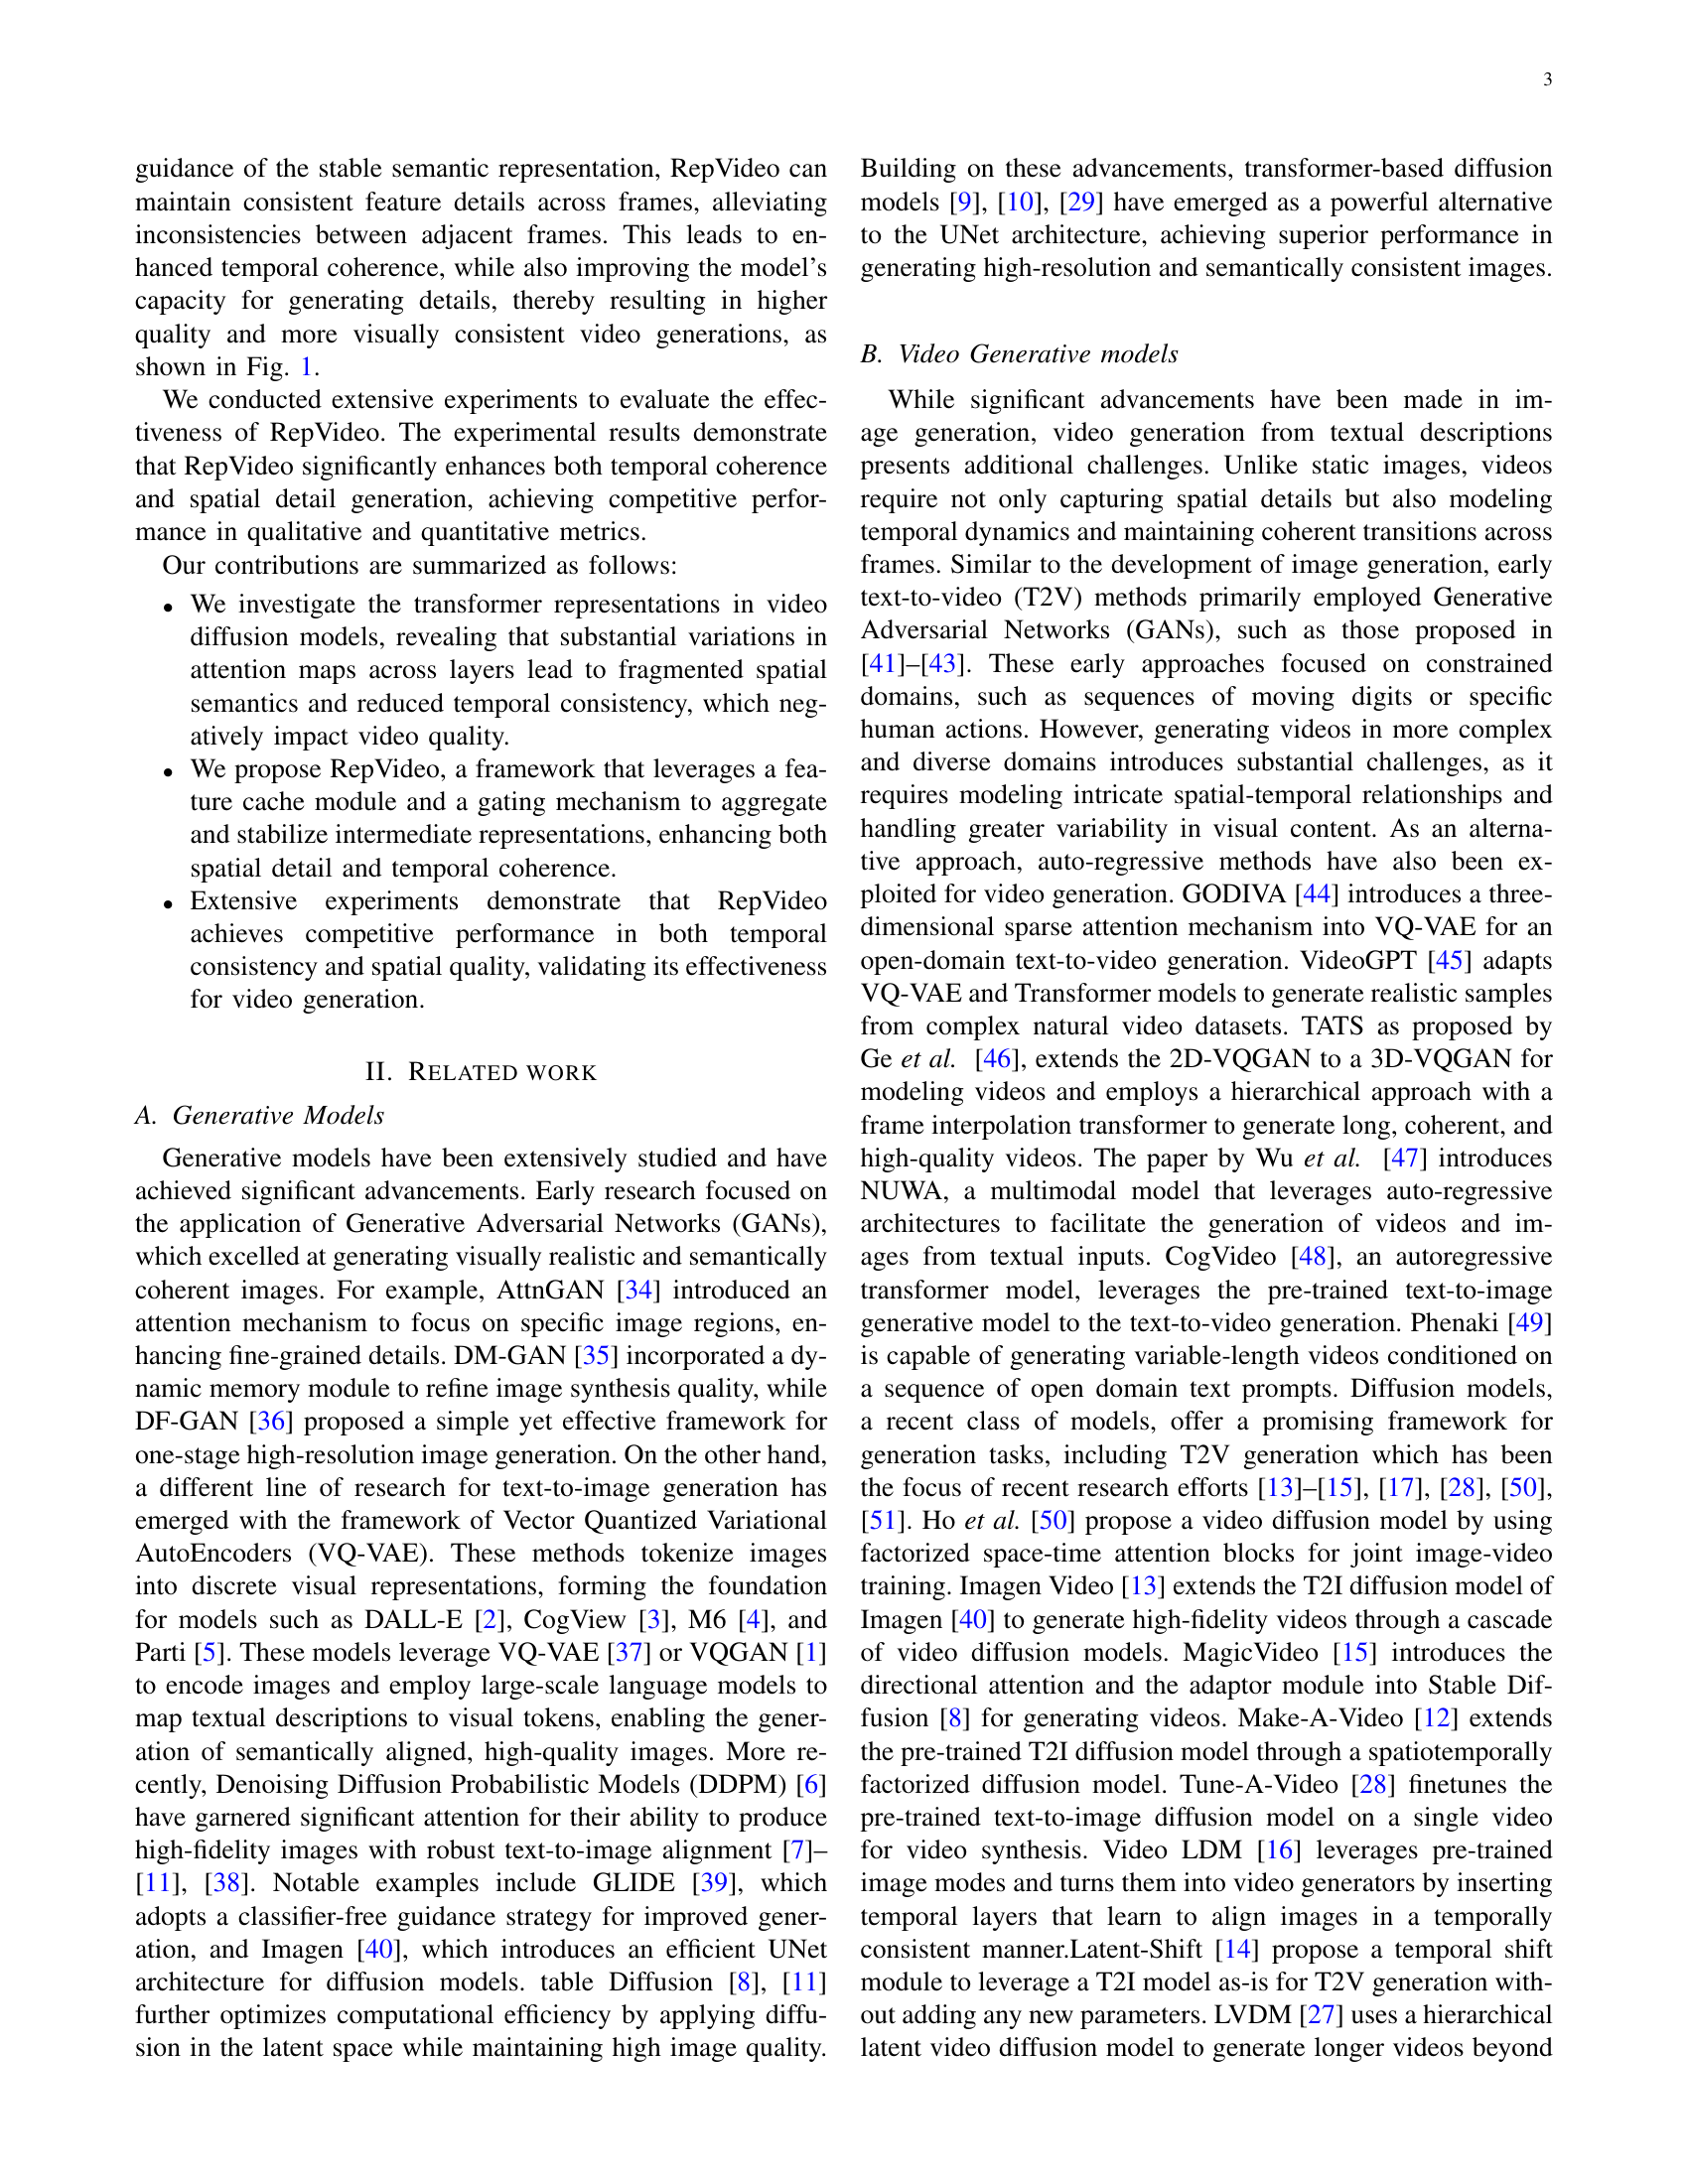 3
guidance of the stable semantic representation, RepVideo can
maintain consistent feature details across frames, alleviating
inconsistencies between adjacent frames. This leads to en-
hanced temporal coherence, while also improving the model's
capacity for generating details, thereby resulting in higher
quality and more visually consistent video generations, as
shown in Fig. 1.
We conducted extensive experiments to evaluate the effec-
tiveness of RepVideo. The experimental results demonstrate
that RepVideo significantly enhances both temporal coherence
and spatial detail generation, achieving competitive perfor-
mance in qualitative and quantitative metrics.
Our contributions are summarized as follows:
• We investigate the transformer representations in video
diffusion models, revealing that substantial variations in
attention maps across layers lead to fragmented spatial
semantics and reduced temporal consistency, which neg-
atively impact video quality.
• We propose RepVideo, a framework that leverages a fea-
ture cache module and a gating mechanism to aggregate
and stabilize intermediate representations, enhancing both
spatial detail and temporal coherence.
• Extensive experiments demonstrate that RepVideo
achieves competitive performance in both temporal
consistency and spatial quality, validating its effectiveness
for video generation.
II. RELATED WORK
A. Generative Models
Generative models have been extensively studied and have
achieved significant advancements. Early research focused on
the application of Generative Adversarial Networks (GANs),
which excelled at generating visually realistic and semantically
coherent images. For example, AttnGAN [34] introduced an
attention mechanism to focus on specific image regions, en-
hancing fine-grained details. DM-GAN [35] incorporated a dy-
namic memory module to refine image synthesis quality, while
DF-GAN [36] proposed a simple yet effective framework for
one-stage high-resolution image generation. On the other hand,
a different line of research for text-to-image generation has
emerged with the framework of Vector Quantized Variational
AutoEncoders (VQ-VAE). These methods tokenize images
into discrete visual representations, forming the foundation
for models such as DALL-E [2], CogView [3], M6 [4], and
Parti [5]. These models leverage VQ-VAE [37] or VQGAN [1]
to encode images and employ large-scale language models to
map textual descriptions to visual tokens, enabling the gener-
ation of semantically aligned, high-quality images. More re-
cently, Denoising Diffusion Probabilistic Models (DDPM) [6]
have garnered significant attention for their ability to produce
high-fidelity images with robust text-to-image alignment [7]–
[11], [38]. Notable examples include GLIDE [39], which
adopts a classifier-free guidance strategy for improved gener-
ation, and Imagen [40], which introduces an efficient UNet
architecture for diffusion models. table Diffusion [8], [11]
further optimizes computational efficiency by applying diffu-
sion in the latent space while maintaining high image quality.
Building on these advancements, transformer-based diffusion
models [9], [10], [29] have emerged as a powerful alternative
to the UNet architecture, achieving superior performance in
generating high-resolution and semantically consistent images.
B. Video Generative models
While significant advancements have been made in im-
age generation, video generation from textual descriptions
presents additional challenges. Unlike static images, videos
require not only capturing spatial details but also modeling
temporal dynamics and maintaining coherent transitions across
frames. Similar to the development of image generation, early
text-to-video (T2V) methods primarily employed Generative
Adversarial Networks (GANs), such as those proposed in
[41]–[43]. These early approaches focused on constrained
domains, such as sequences of moving digits or specific
human actions. However, generating videos in more complex
and diverse domains introduces substantial challenges, as it
requires modeling intricate spatial-temporal relationships and
handling greater variability in visual content. As an alterna-
tive approach, auto-regressive methods have also been ex-
ploited for video generation. GODIVA [44] introduces a three-
dimensional sparse attention mechanism into VQ-VAE for an
open-domain text-to-video generation. VideoGPT [45] adapts
VQ-VAE and Transformer models to generate realistic samples
from complex natural video datasets. TATS as proposed by
Ge et al. [46], extends the 2D-VQGAN to a 3D-VQGAN for
modeling videos and employs a hierarchical approach with a
frame interpolation transformer to generate long, coherent, and
high-quality videos. The paper by Wu et al. [47] introduces
NUWA, a multimodal model that leverages auto-regressive
architectures to facilitate the generation of videos and im-
ages from textual inputs. CogVideo [48], an autoregressive
transformer model, leverages the pre-trained text-to-image
generative model to the text-to-video generation. Phenaki [49]
is capable of generating variable-length videos conditioned on
a sequence of open domain text prompts. Diffusion models,
a recent class of models, offer a promising framework for
generation tasks, including T2V generation which has been
the focus of recent research efforts [13]–[15], [17], [28], [50],
[51]. Ho et al. [50] propose a video diffusion model by using
factorized space-time attention blocks for joint image-video
training. Imagen Video [13] extends the T2I diffusion model of
Imagen [40] to generate high-fidelity videos through a cascade
of video diffusion models. MagicVideo [15] introduces the
directional attention and the adaptor module into Stable Dif-
fusion [8] for generating videos. Make-A-Video [12] extends
the pre-trained T2I diffusion model through a spatiotemporally
factorized diffusion model. Tune-A-Video [28] finetunes the
pre-trained text-to-image diffusion model on a single video
for video synthesis. Video LDM [16] leverages pre-trained
image modes and turns them into video generators by inserting
temporal layers that learn to align images in a temporally
consistent manner.Latent-Shift [14] propose a temporal shift
module to leverage a T2I model as-is for T2V generation with-
out adding any new parameters. LVDM [27] uses a hierarchical
latent video diffusion model to generate longer videos beyond